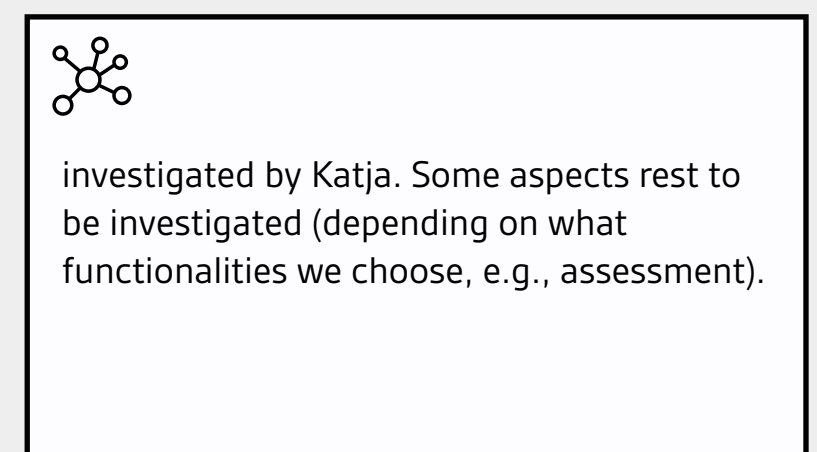 investigated by Katja. Some aspects rest to
be investigated (depending on what
functionalities we choose, e.g., assessment).